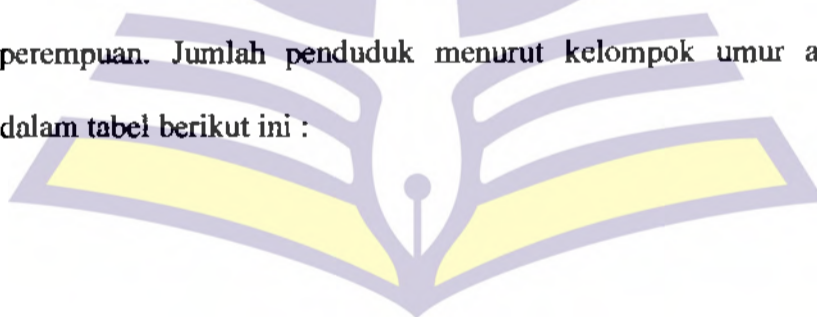 perempuan. Jumlah penduduk menurut kelompok umur a
dalam tabel berikut ini :